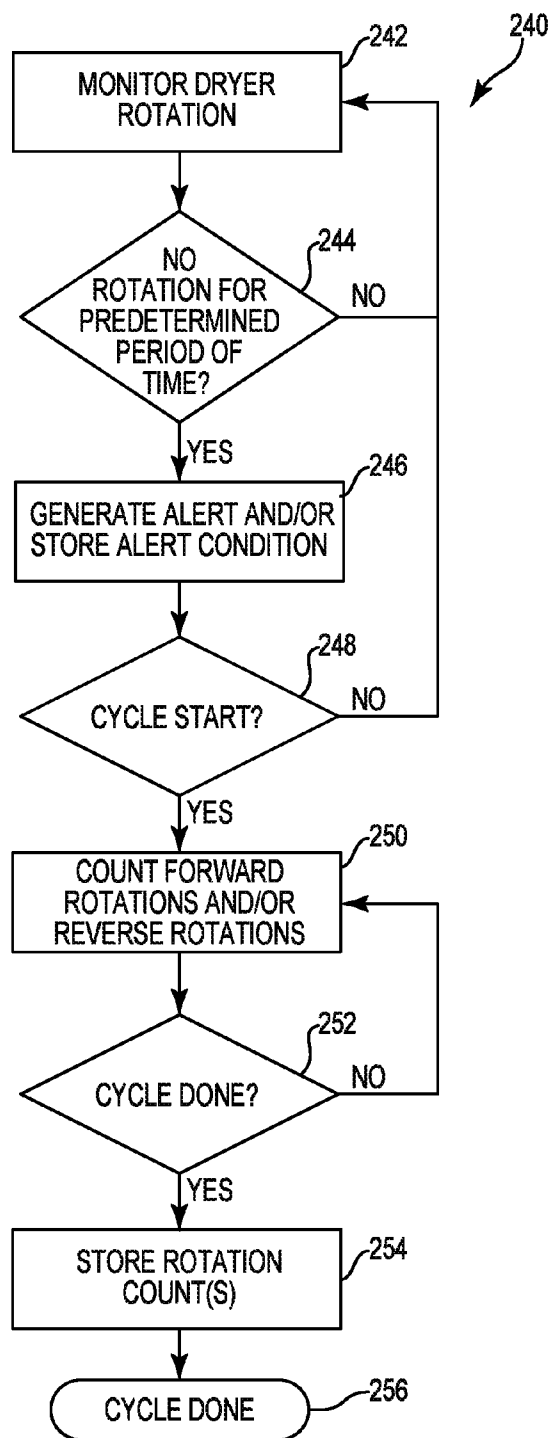 240
242
MONITOR DRYER
ROTATION
244
NO
ROTATION FOR
PREDETERMINED
PERIOD OF
TIME?
NO
YES
246
GENERATE ALERT AND/OR
STORE ALERT CONDITION
248
CYCLE START?
NO
YES
250
COUNT FORWARD
ROTATIONS AND/OR
REVERSE ROTATIONS
252
CYCLE DONE?
NO
YES
254
STORE ROTATION
COUNT(S)
CYCLE DONE
256